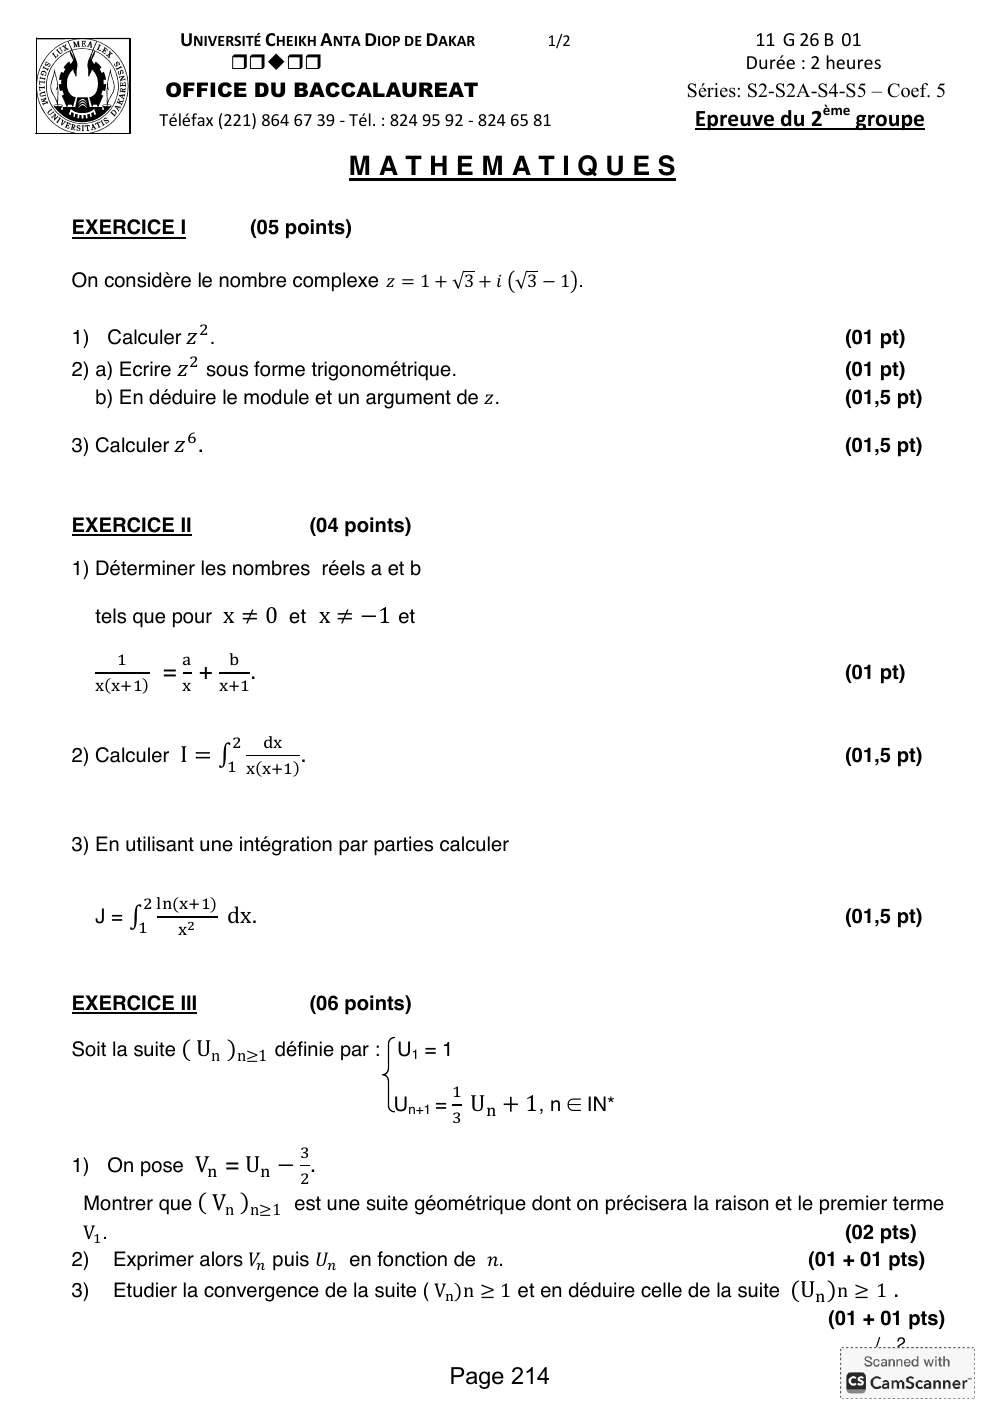 UNIVERSITÉ CHEIKH ANTA DIOP DE DAKAR 1/2 11 G 26 B 01
❒❒◆❒❒ Durée : 2 heures
OFFICE DU BACCALAUREAT Séries: S2-S2A-S4-S5 – Coef. 5
Téléfax (221) 864 67 39 - Tél. : 824 95 92 - 824 65 81 Epreuve du 2ème groupe
SIGILLUM UNIVERSITATIS DAKARENSIS
LUX MEA LEX
MATHEMATIQUES
EXERCICE I (05 points)
On considère le nombre complexe z = 1 + √3 + i (√3 − 1).
1) Calculer z². (01 pt)
2) a) Ecrire z² sous forme trigonométrique. (01 pt)
b) En déduire le module et un argument de z. (01,5 pt)
3) Calculer z⁶. (01,5 pt)
EXERCICE II (04 points)
1) Déterminer les nombres réels a et b
tels que pour x ≠ 0 et x ≠ −1 et
1/(x(x+1)) = a/x + b/(x+1). (01 pt)
2) Calculer I = ∫₁² dx/(x(x+1)). (01,5 pt)
3) En utilisant une intégration par parties calculer
J = ∫₁² ln(x+1)/x² dx. (01,5 pt)
EXERCICE III (06 points)
Soit la suite ( Uₙ )n≥1 définie par : { U₁ = 1
Uₙ₊₁ = 1/3 Uₙ + 1, n ∈ IN*
1) On pose Vₙ = Uₙ − 3/2.
Montrer que ( Vₙ )n≥1 est une suite géométrique dont on précisera la raison et le premier terme
V₁. (02 pts)
2) Exprimer alors Vₙ puis Uₙ en fonction de n. (01 + 01 pts)
3) Etudier la convergence de la suite ( Vₙ)n ≥ 1 et en déduire celle de la suite (Uₙ)n ≥ 1 .
(01 + 01 pts)
Page 214
Scanned with
CS CamScanner